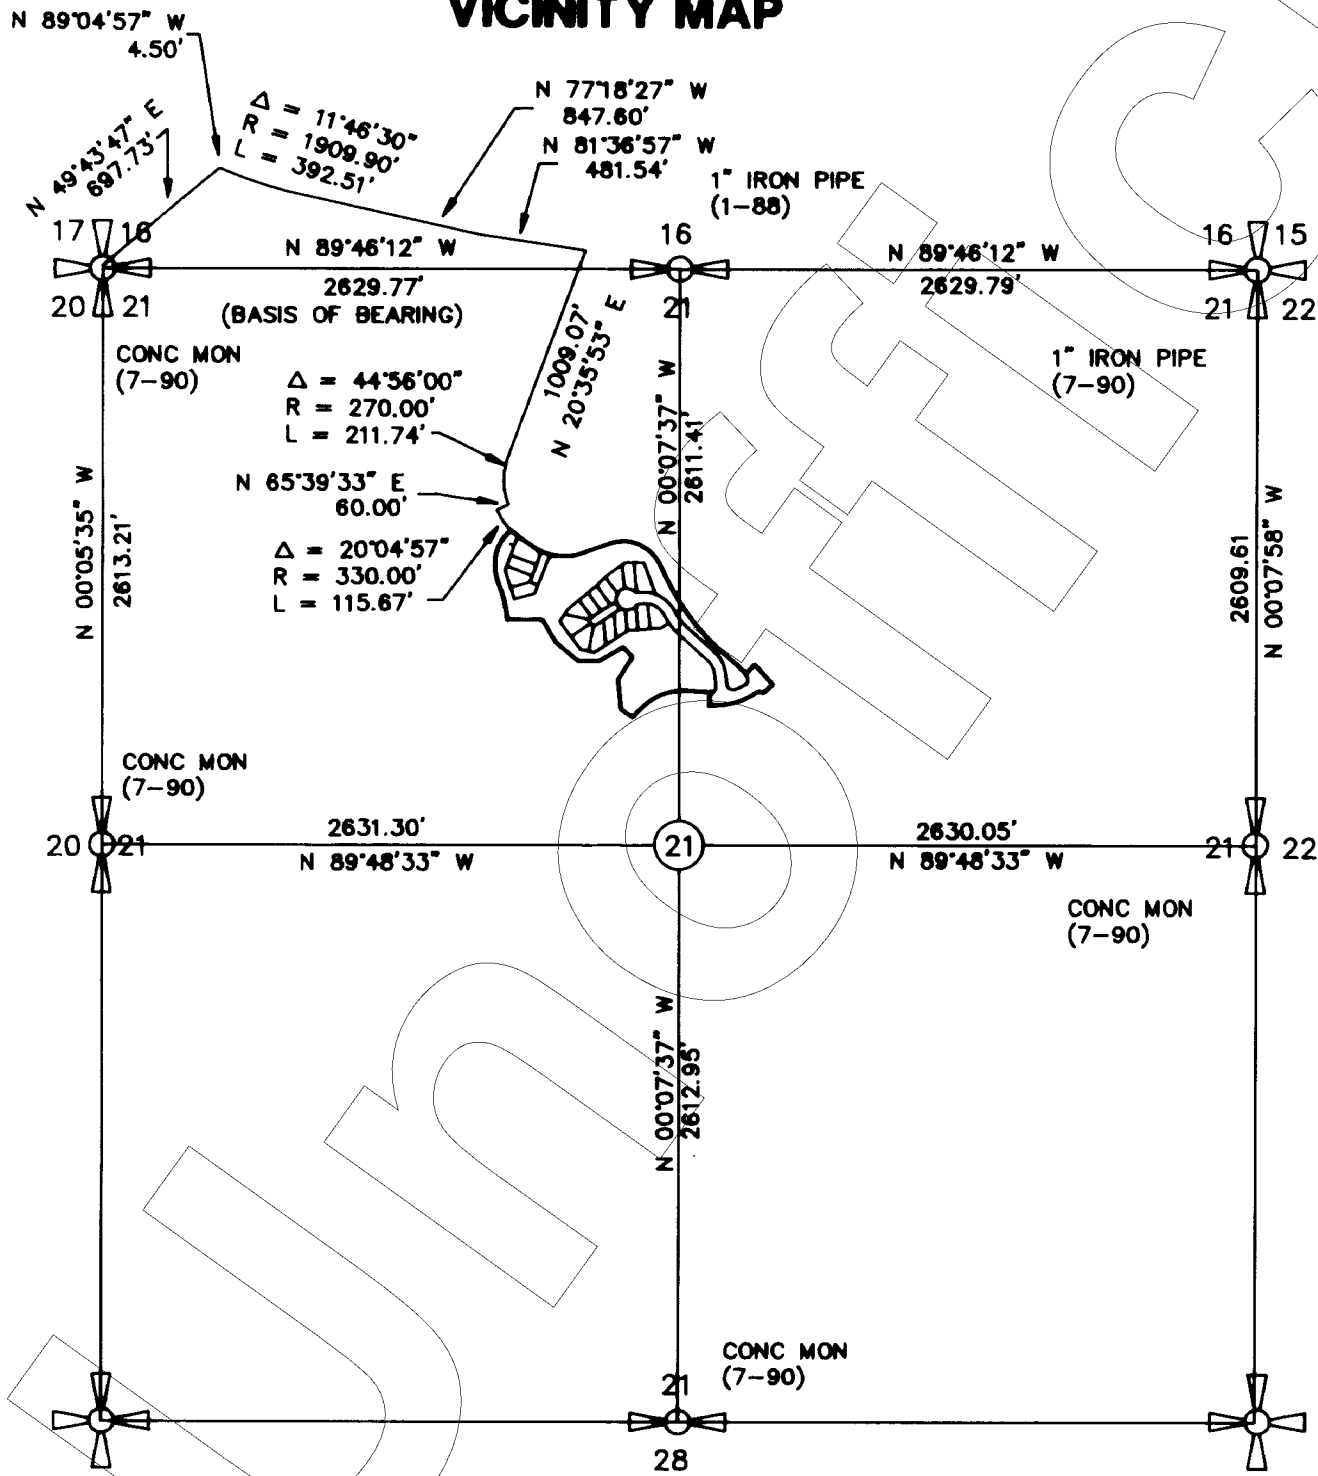 VICINITY MAP
N 89°04'57" W
4.50'
N 49°43'47" E
697.73'
Δ = 11°46'30"
R = 1909.90'
L = 392.51'
N 77°18'27" W
847.60'
N 81°36'57" W
481.54'
1" IRON PIPE
(1-88)
17 16
N 89°46'12" W
16
N 89°46'12" W
16 15
2629.77'
2629.79'
20 21
(BASIS OF BEARING)
21
21 22
CONC MON
(7-90)
1" IRON PIPE
(7-90)
1009.07'
N 20°35'53" E
Δ = 44°56'00"
R = 270.00'
L = 211.74'
N 00°07'37" W
2611.41'
N 65°39'33" E
60.00'
Δ = 20°04'57"
R = 330.00'
L = 115.67'
N 00°05'35" W
2613.21'
2609.61
N 00°07'58" W
CONC MON
(7-90)
2631.30'
2630.05'
20 21
21
21 22
N 89°48'33" W
N 89°48'33" W
CONC MON
(7-90)
N 00°07'37" W
2612.95'
CONC MON
(7-90)
21
28
Unofficial